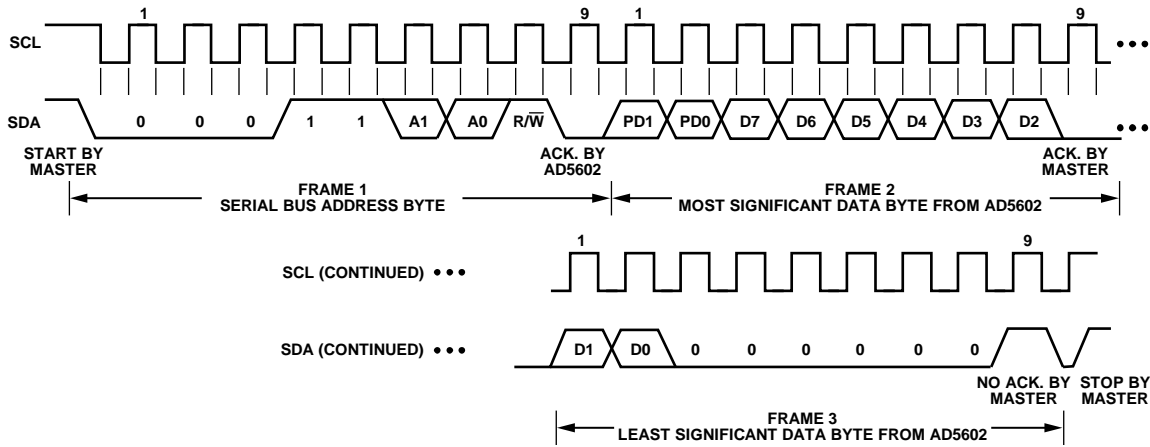 1 9 1 9
SCL
SDA 0 0 0 1 1 A1 A0 R/W̅ PD1 PD0 D7 D6 D5 D4 D3 D2
START BY
MASTER
ACK. BY
AD5602
ACK. BY
MASTER
FRAME 1
SERIAL BUS ADDRESS BYTE
FRAME 2
MOST SIGNIFICANT DATA BYTE FROM AD5602
1 9
SCL (CONTINUED)
SDA (CONTINUED) D1 D0 0 0 0 0 0 0
NO ACK. BY
MASTER
STOP BY
MASTER
FRAME 3
LEAST SIGNIFICANT DATA BYTE FROM AD5602